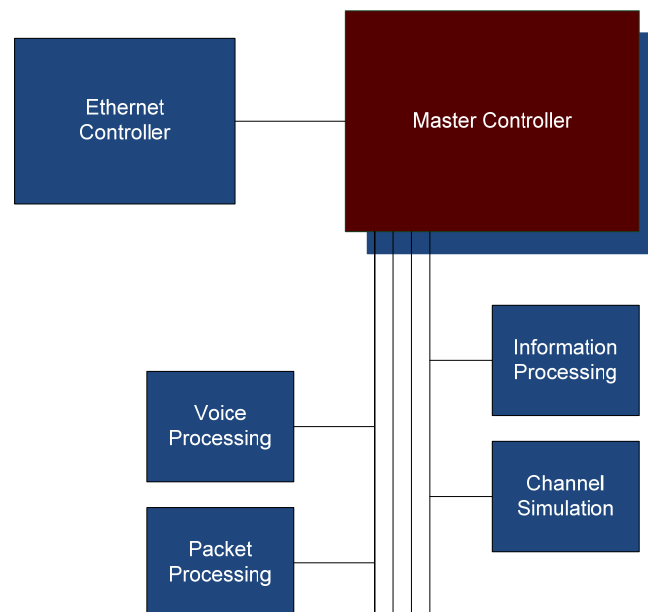 Ethernet
Controller
Master Controller
Information
Processing
Voice
Processing
Channel
Simulation
Packet
Processing